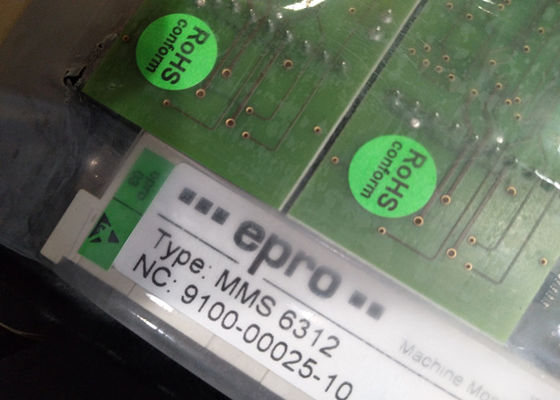 RoHS
conform
RoHS
conform
epro
Type: MMS 6312
NC: 9100-00025-10
Machine